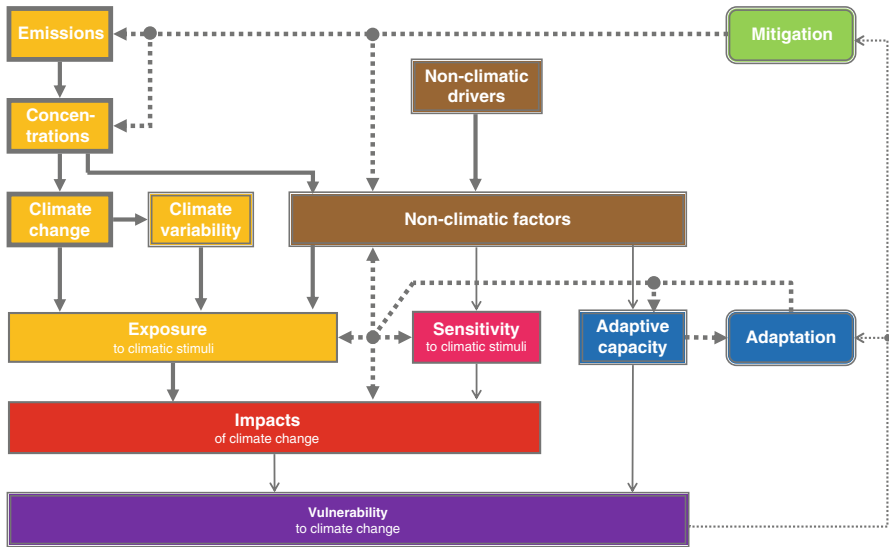 Emissions
Mitigation
Non-climatic
drivers
Concen-
trations
Climate
change
Climate
variability
Non-climatic factors
Exposure
to climatic stimuli
Sensitivity
to climatic stimuli
Adaptive
capacity
Adaptation
Impacts
of climate change
Vulnerability
to climate change